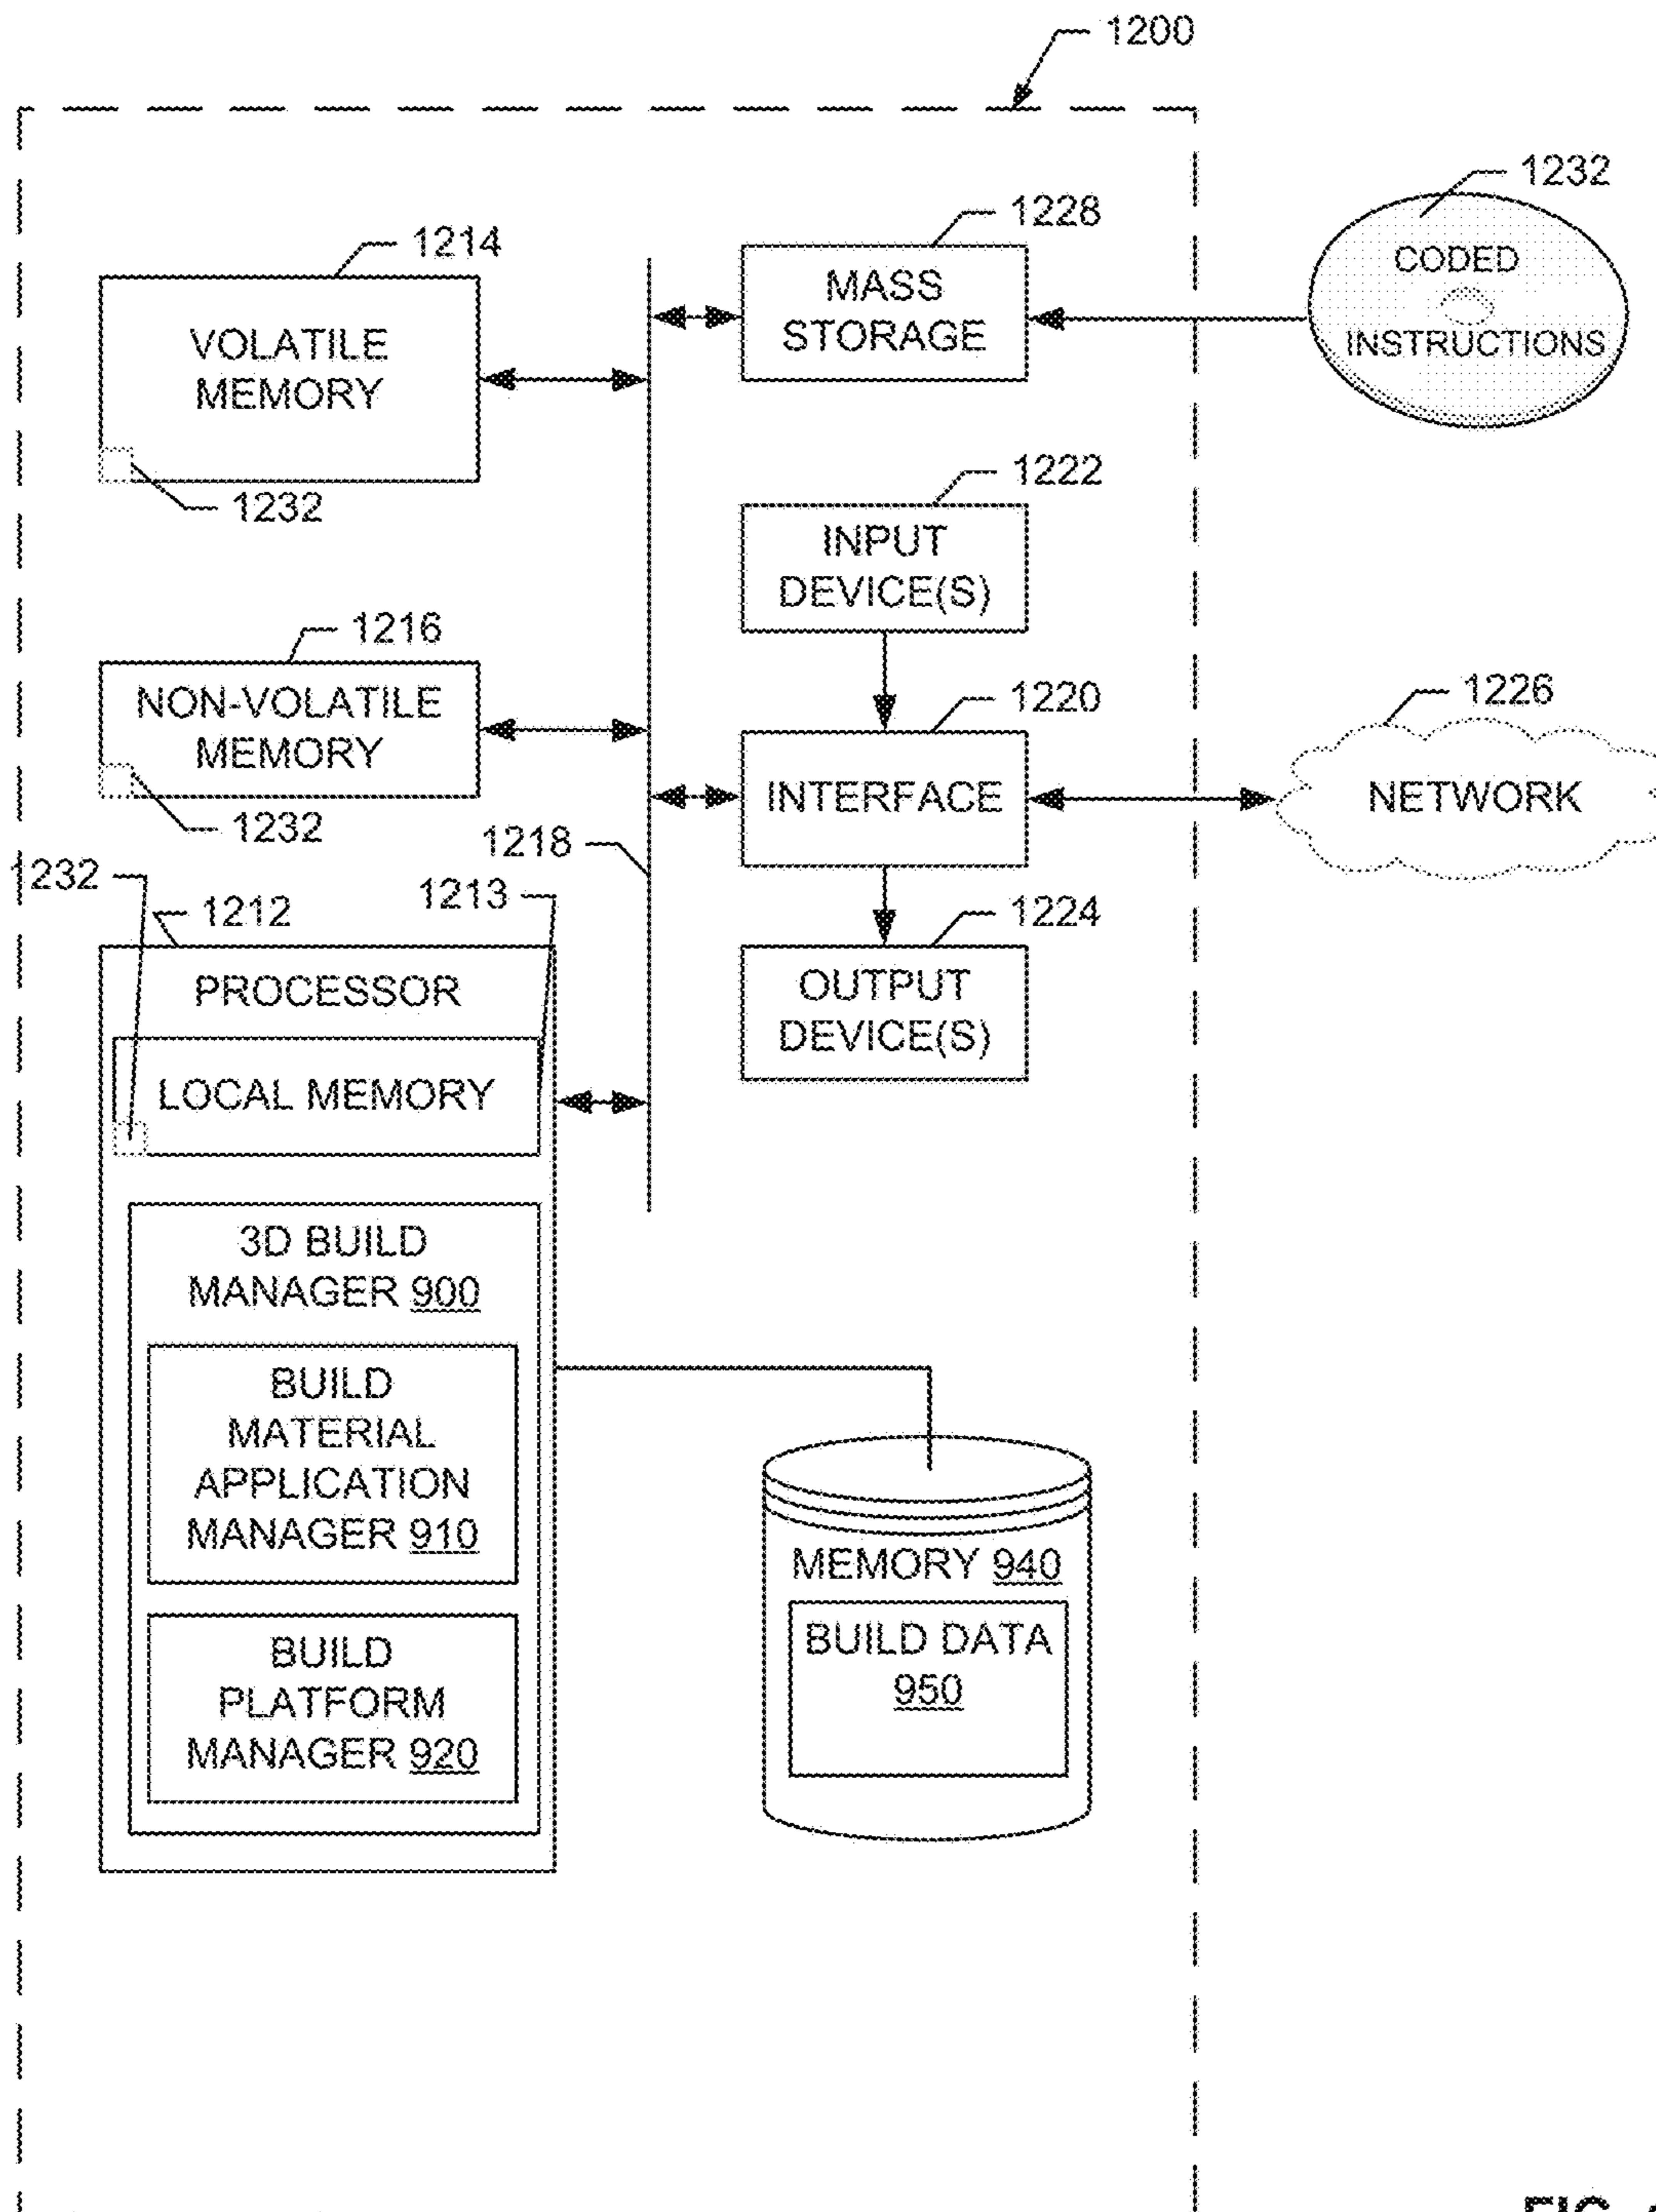 1200
1232
CODED
INSTRUCTIONS
1228
MASS
STORAGE
1214
VOLATILE
MEMORY
1232
1222
INPUT
DEVICE(S)
1216
NON-VOLATILE
MEMORY
1232
1220
INTERFACE
1226
NETWORK
1218
1232
1212
1213
1224
OUTPUT
DEVICE(S)
PROCESSOR
LOCAL MEMORY
3D BUILD
MANAGER 900
BUILD
MATERIAL
APPLICATION
MANAGER 910
BUILD
PLATFORM
MANAGER 920
MEMORY 940
BUILD DATA
950
FIG.